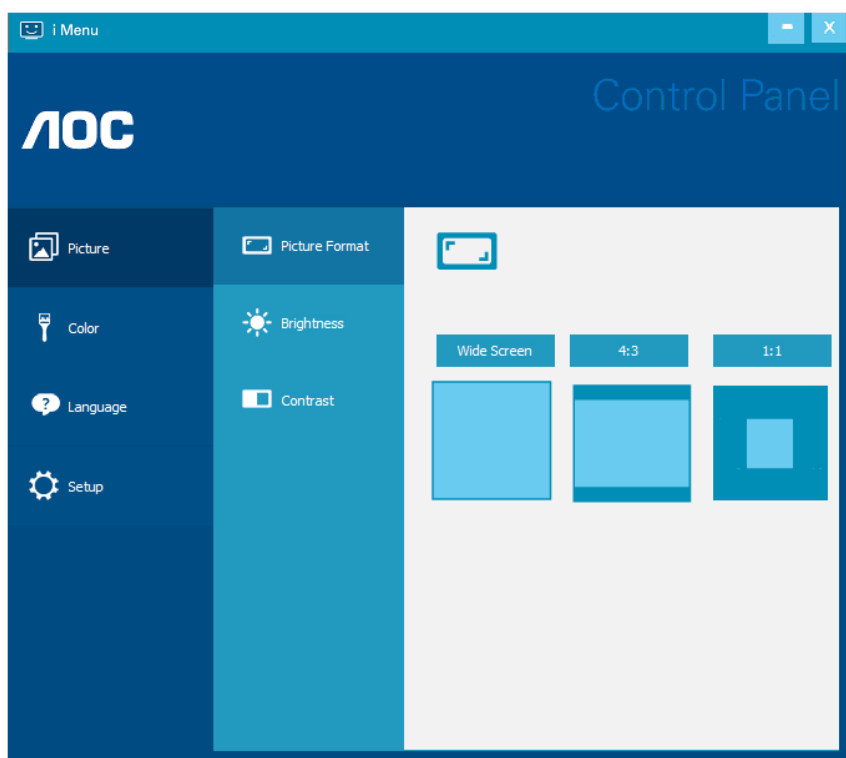 i Menu
- X
Control Panel
AOC
Picture
Color
Language
Setup
Picture Format
Brightness
Contrast
Wide Screen 4:3 1:1
?